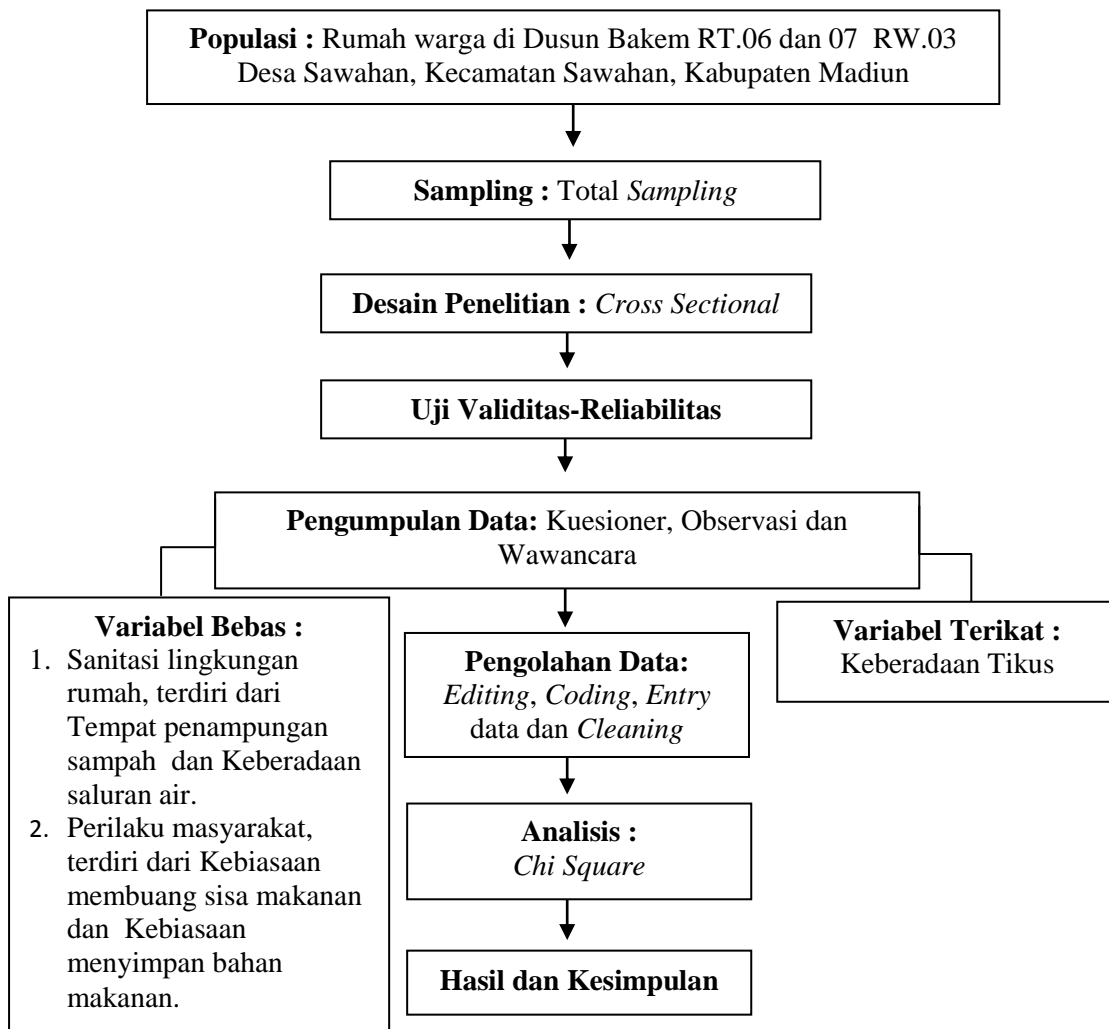 Populasi : Rumah warga di Dusun Bakem RT.06 dan 07 RW.03
Desa Sawahan, Kecamatan Sawahan, Kabupaten Madiun
Sampling : Total Sampling
Desain Penelitian : Cross Sectional
Uji Validitas-Reliabilitas
Pengumpulan Data: Kuesioner, Observasi dan
Wawancara
Variabel Bebas :
1. Sanitasi lingkungan
rumah, terdiri dari
Tempat penampungan
sampah dan Keberadaan
saluran air.
2. Perilaku masyarakat,
terdiri dari Kebiasaan
membuang sisa makanan
dan Kebiasaan
menyimpan bahan
makanan.
Pengolahan Data:
Editing, Coding, Entry
data dan Cleaning
Variabel Terikat :
Keberadaan Tikus
Analisis :
Chi Square
Hasil dan Kesimpulan